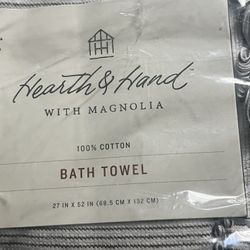 Hearth & Hand
WITH MAGNOLIA
100% COTTON
BATH TOWEL
27 IN X 52 IN (68.5 CM X 132 CM)